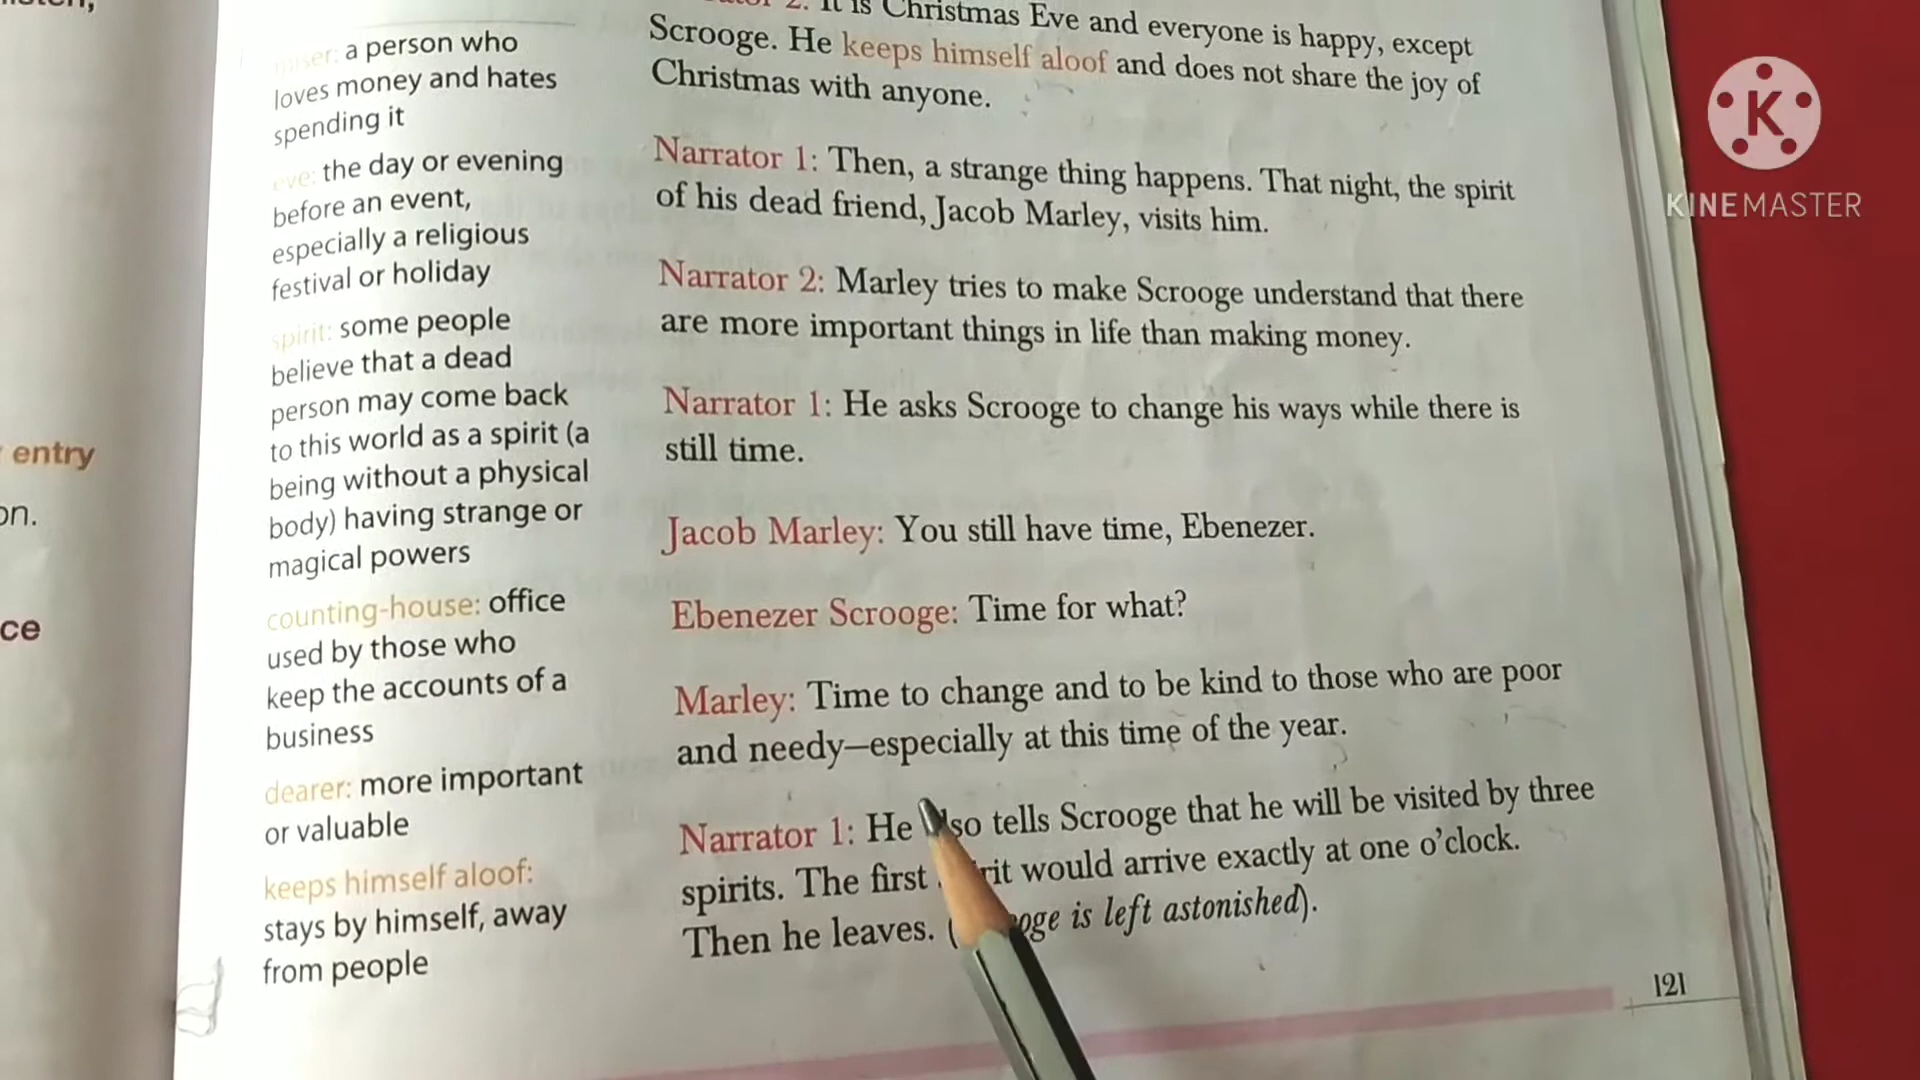 entry
on.
ce
miser: a person who
loves money and hates
spending it
eve: the day or evening
before an event,
especially a religious
festival or holiday
spirit: some people
believe that a dead
person may come back
to this world as a spirit (a
being without a physical
body) having strange or
magical powers
counting-house: office
used by those who
keep the accounts of a
business
dearer: more important
or valuable
keeps himself aloof:
stays by himself, away
from people
2: It is Christmas Eve and everyone is happy, except
Scrooge. He keeps himself aloof and does not share the joy of
Christmas with anyone.
Narrator 1: Then, a strange thing happens. That night, the spirit
of his dead friend, Jacob Marley, visits him.
Narrator 2: Marley tries to make Scrooge understand that there
are more important things in life than making money.
Narrator 1: He asks Scrooge to change his ways while there is
still time.
Jacob Marley: You still have time, Ebenezer.
Ebenezer Scrooge: Time for what?
Marley: Time to change and to be kind to those who are poor
and needy—especially at this time of the year.
Narrator 1: He also tells Scrooge that he will be visited by three
spirits. The first spirit would arrive exactly at one o'clock.
Then he leaves. (Scrooge is left astonished).
121
K
KINEMASTER